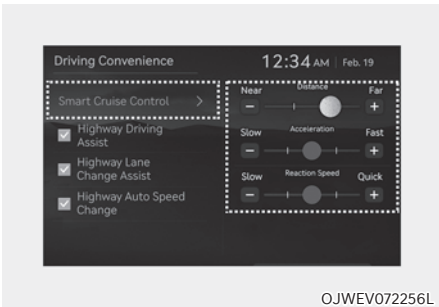 Driving Convenience
12:34 AM | Feb. 19
Smart Cruise Control >
Highway Driving
Assist
Highway Lane
Change Assist
Highway Auto Speed
Change
Near Distance Far
− +
Slow Acceleration Fast
− +
Slow Reaction Speed Quick
− +
OJWEV072256L